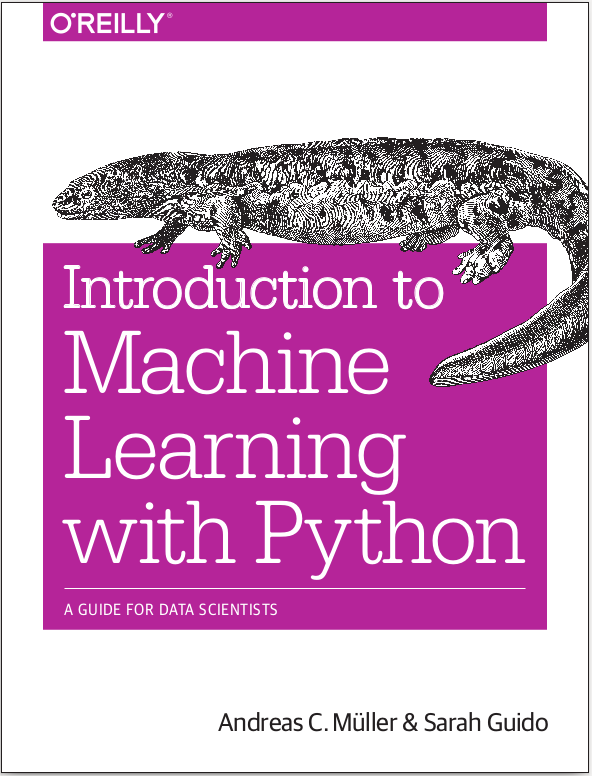 O'REILLY®
Introduction to
Machine
Learning
with Python
A GUIDE FOR DATA SCIENTISTS
Andreas C. Müller & Sarah Guido